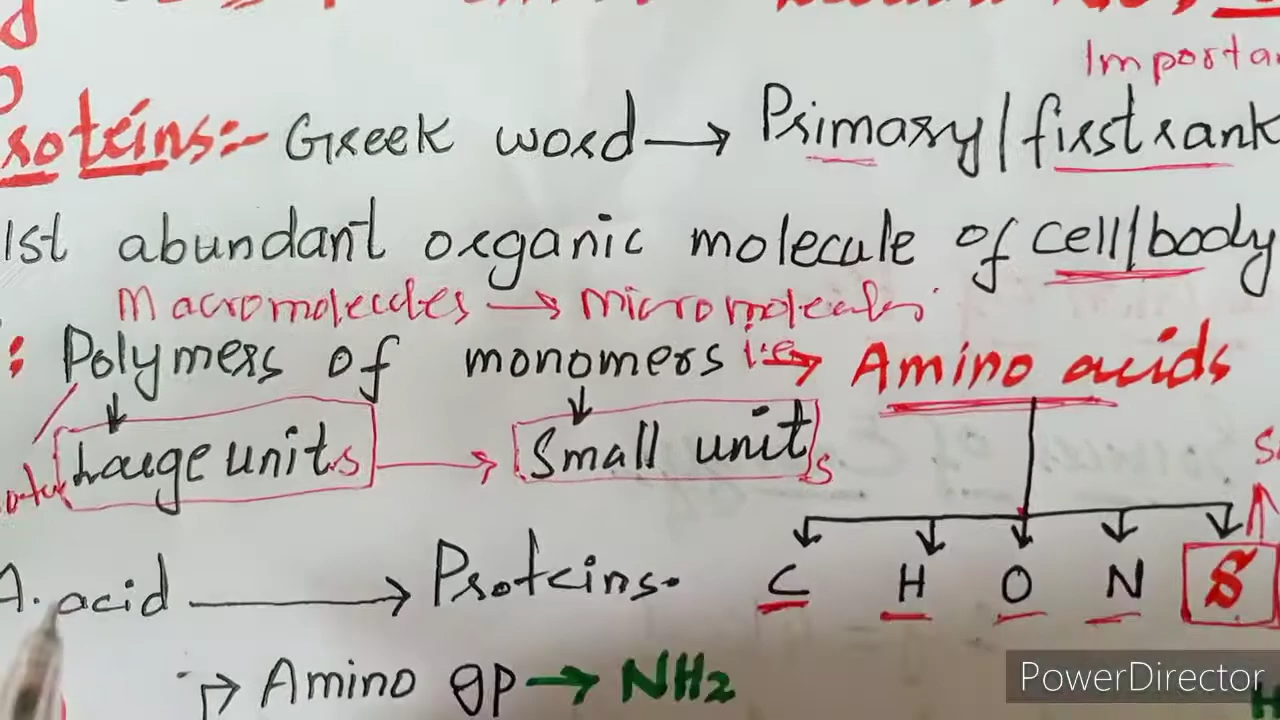 Importa
Proteins:- Greek word → Primary/first rank
1st abundant organic molecule of cell/body
Macromolecules → micromolecules
: Polymers of monomers i.e → Amino acids
Large units → Small units
A. acid → Proteins.
C H O N S
→ Amino gp → NH2
PowerDirector
H